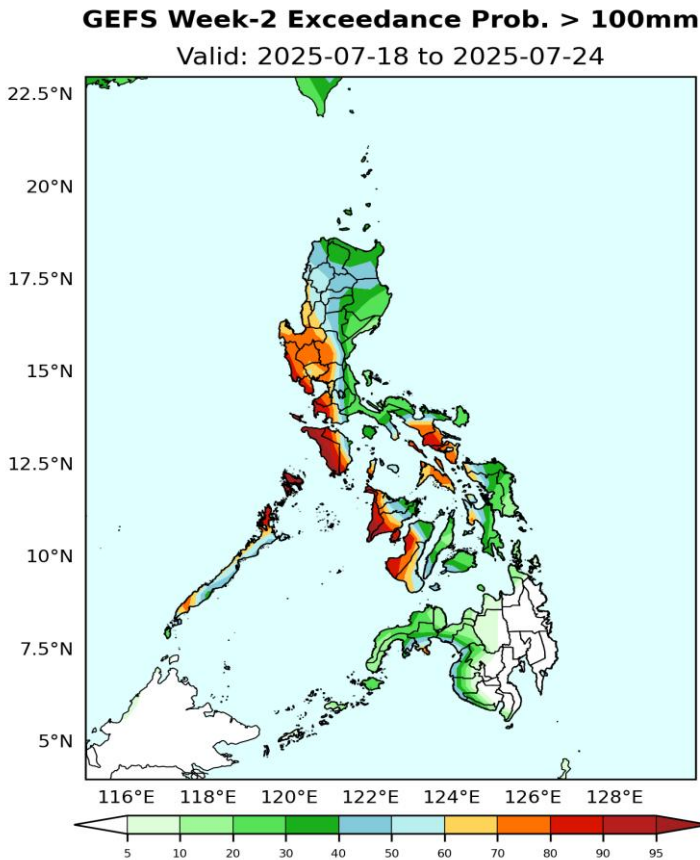 GEFS Week-2 Exceedance Prob. > 100mm
Valid: 2025-07-18 to 2025-07-24
22.5°N
20°N
17.5°N
15°N
12.5°N
10°N
7.5°N
5°N
116°E 118°E 120°E 122°E 124°E 126°E 128°E
5 10 20 30 40 50 60 70 80 90 95